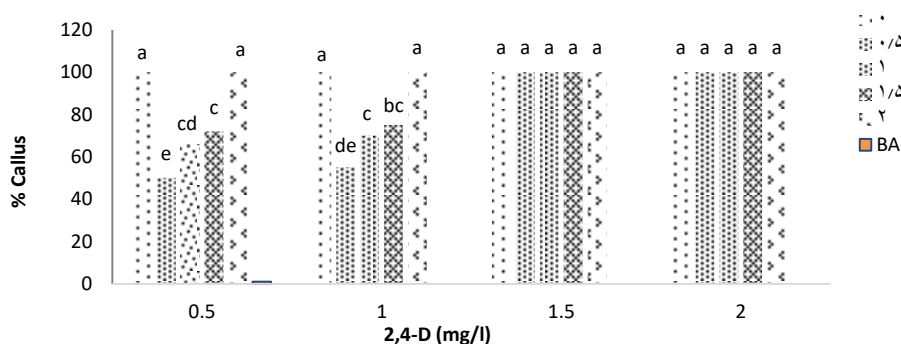 120
100
80
60
40
20
0
% Callus
a e cd c a
a de c bc a
a a a a a
a a a a a
0.5 1 1.5 2
2,4-D (mg/l)
۰
۰/۵
۱
۱/۵
۲
BA